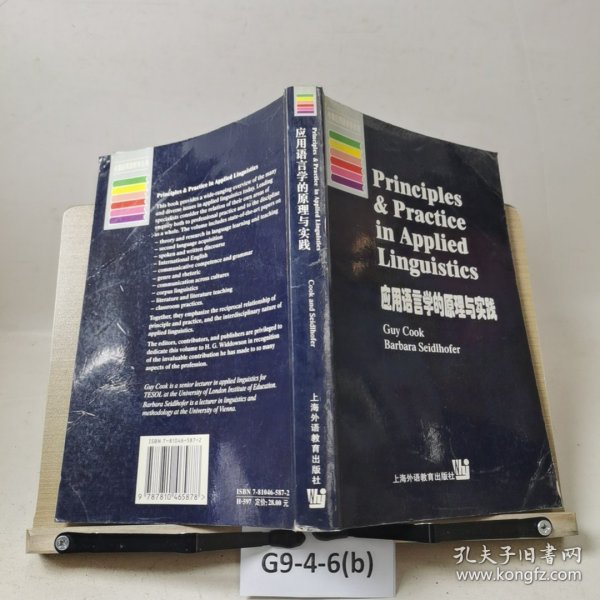 Principles
& Practice
in Applied
Linguistics
应用语言学的原理与实践
Guy Cook
Barbara Seidlhofer
上海外语教育出版社
Principles & Practice in Applied Linguistics
应用语言学的原理与实践
Cook and Seidlhofer
上海外语教育出版社
Principles & Practice in Applied Linguistics
This book provides a wide-ranging overview of the many
and diverse issues in applied linguistics today. Leading
specialists consider the relation of their own areas of
enquiry both to professional practice and to the discipline
as a whole. The volume includes state-of-the-art papers on
– theory and research in language learning and teaching
– second language acquisition
– spoken and written discourse
– International English
– communicative competence and grammar
– genre and rhetoric
– communication across cultures
– corpus linguistics
– literature and literature teaching
– classroom practices.
Together, they emphasize the reciprocal relationship of
principle and practice, and the interdisciplinary nature of
applied linguistics.
The editors, contributors, and publishers are privileged to
dedicate this volume to H. G. Widdowson in recognition of
the invaluable contribution he has made to so many
aspects of the profession.
Guy Cook is a senior lecturer in applied linguistics for
TESOL at the University of London Institute of Education.
Barbara Seidlhofer is a lecturer in linguistics and
methodology at the University of Vienna.
ISBN 7-81046-587-2
9 787810 465878 >
ISBN 7-81046-587-2
H·597 定价: 28.00 元
G9-4-6(b)
孔夫子旧书网
www.kongfz.com